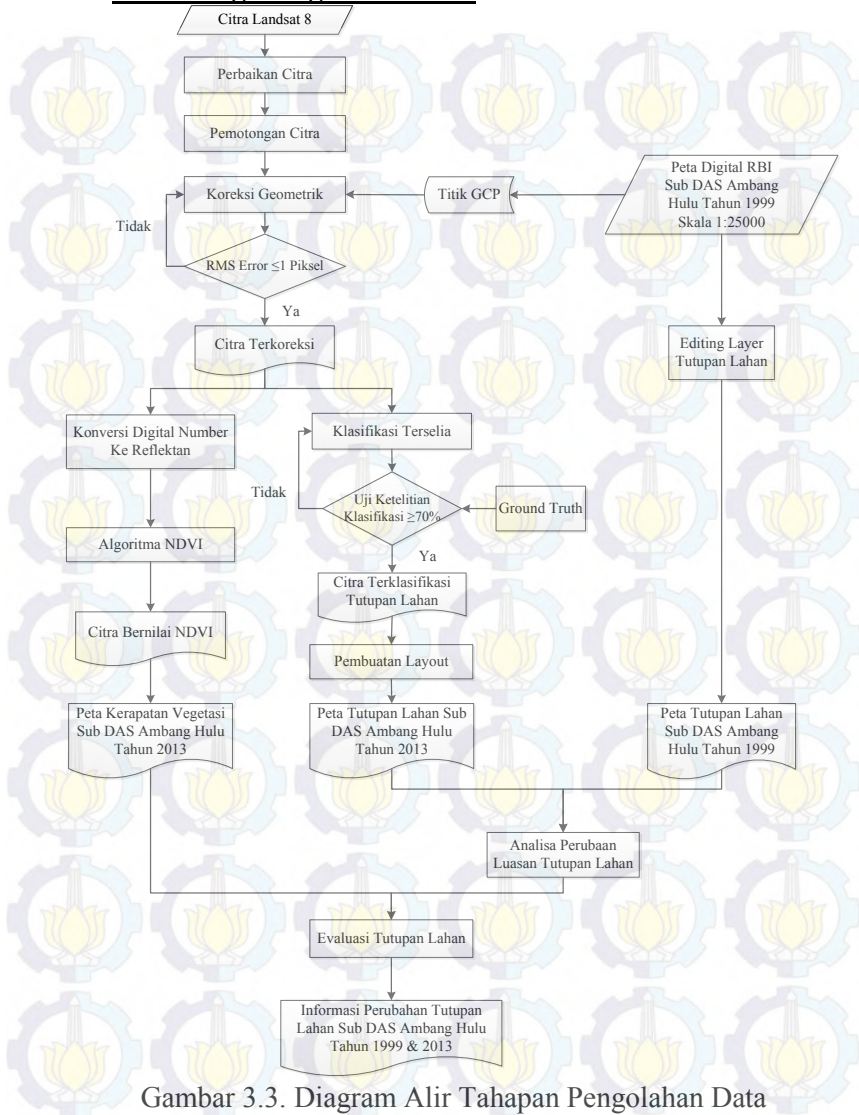 Citra Landsat 8
Perbaikan Citra
Pemotongan Citra
Koreksi Geometrik
Titik GCP
Peta Digital RBI
Sub DAS Ambang
Hulu Tahun 1999
Skala 1:25000
Tidak
RMS Error ≤1 Piksel
Ya
Citra Terkoreksi
Editing Layer
Tutupan Lahan
Konversi Digital Number
Ke Reflektan
Klasifikasi Terselia
Tidak
Uji Ketelitian
Klasifikasi ≥70%
Ground Truth
Algoritma NDVI
Ya
Citra Terklasifikasi
Tutupan Lahan
Citra Bernilai NDVI
Pembuatan Layout
Peta Kerapatan Vegetasi
Sub DAS Ambang Hulu
Tahun 2013
Peta Tutupan Lahan Sub
DAS Ambang Hulu
Tahun 2013
Peta Tutupan Lahan
Sub DAS Ambang
Hulu Tahun 1999
Analisa Perubaan
Luasan Tutupan Lahan
Evaluasi Tutupan Lahan
Informasi Perubahan Tutupan
Lahan Sub DAS Ambang Hulu
Tahun 1999 & 2013
Gambar 3.3. Diagram Alir Tahapan Pengolahan Data